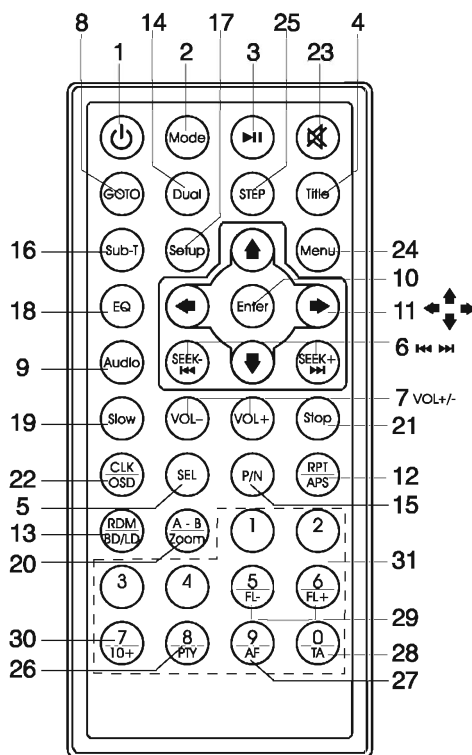 8 14 17 25 4
1 2 3 23
Mode
GOTO Dual STEP Title
16 Sub-T Setup Menu 24
10
18 EQ Enter 11
6
9 Audio SEEK- SEEK+
7 VOL+/-
19 Slow VOL- VOL+ Stop 21
22 CLK OSD SEL P/N RPT APS 12
5 15
13 RDM BD/LD A - B Zoom 1 2
20 31
3 4 5 FL- 6 FL+
29
30 7 10+ 8 PTY 9 AF 0 TA 28
26 27